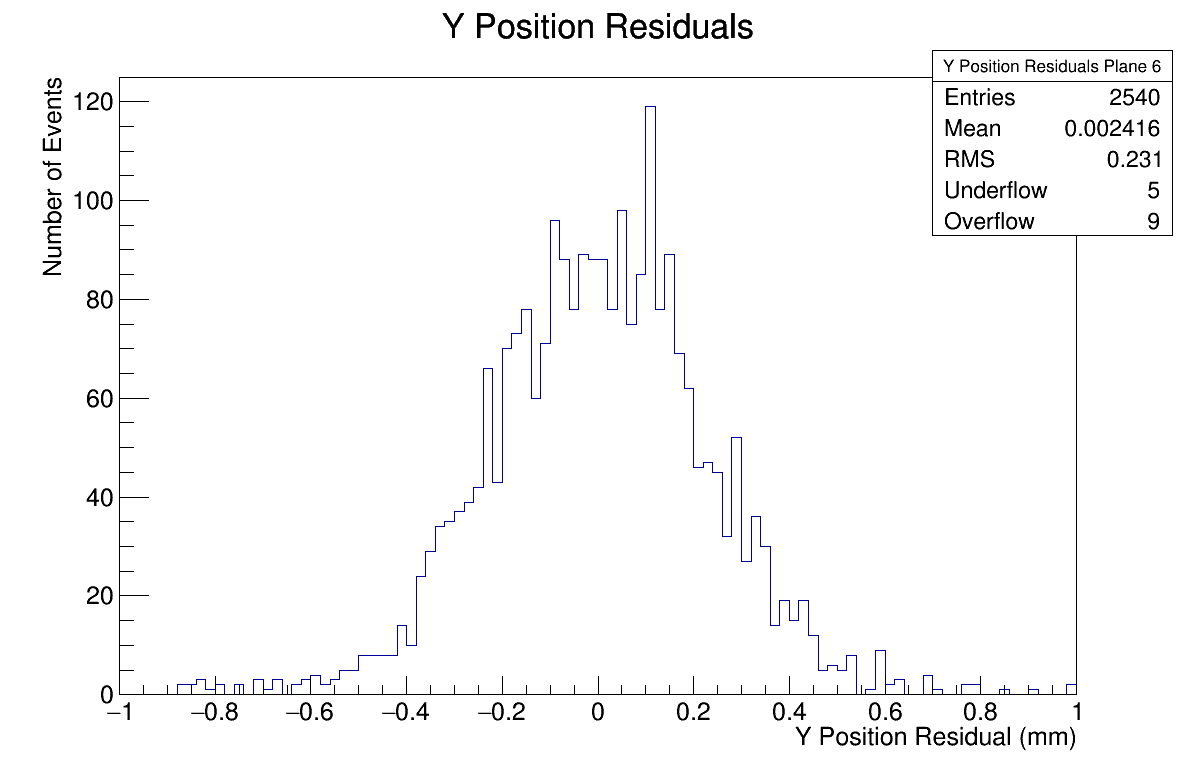 Y Position Residuals
Y Position Residuals Plane 6
Entries 2540
Mean 0.002416
RMS 0.231
Underflow 5
Overflow 9
Number of Events
120
100
80
60
40
20
0
−1 −0.8 −0.6 −0.4 −0.2 0 0.2 0.4 0.6 0.8 1
Y Position Residual (mm)